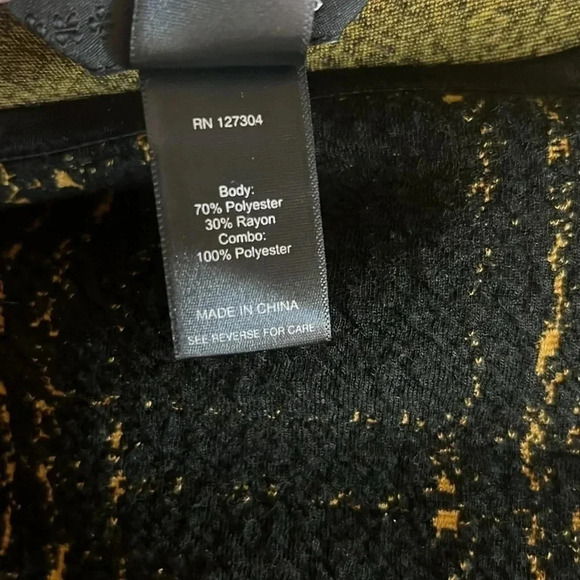 RN 127304
Body:
70% Polyester
30% Rayon
Combo:
100% Polyester
MADE IN CHINA
SEE REVERSE FOR CARE